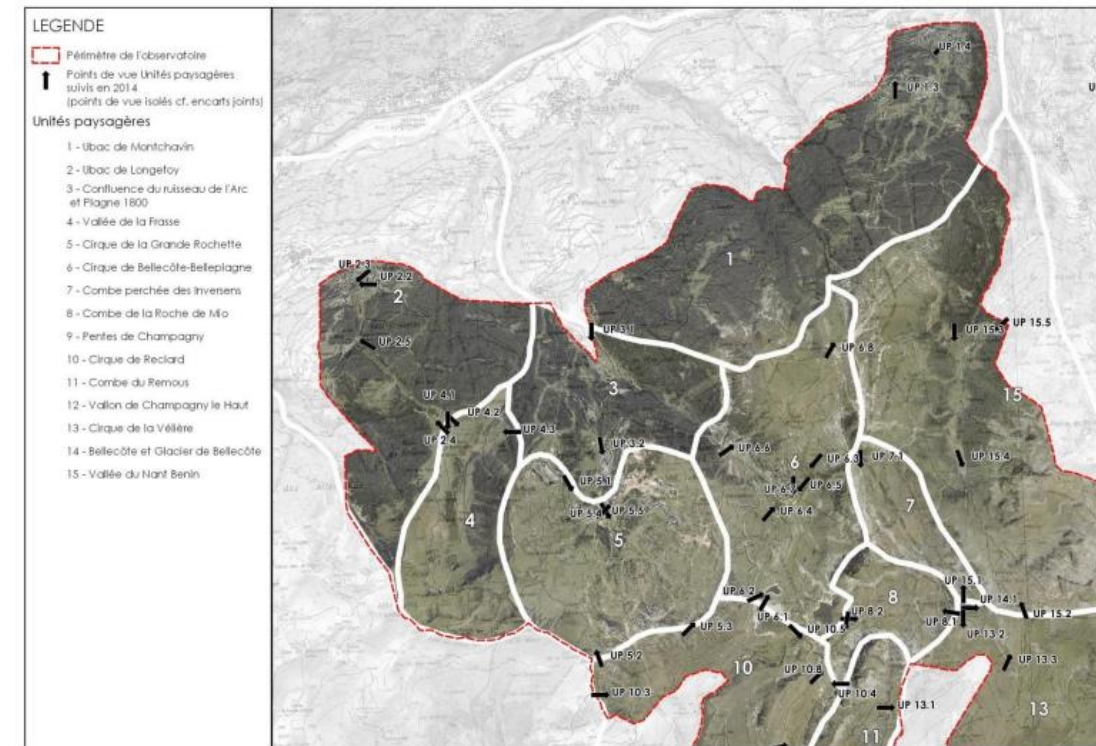 LEGENDE
Périmètre de l'observatoire
Points de vue Unités paysagères
suivis en 2014
(points de vue isolés cf. encarts joints)
Unités paysagères
1 - Ubac de Montchavin
2 - Ubac de Longefoy
3 - Confluence du ruisseau de l'Arc
et Plagne 1800
4 - Vallée de la Frasse
5 - Cirque de la Grande Rochette
6 - Cirque de Bellecôte-Belleplagne
7 - Combe perchée des Inversens
8 - Combe de la Roche de Mio
9 - Pentes de Champagny
10 - Cirque de Reclard
11 - Combe du Remous
12 - Vallon de Champagny le Haut
13 - Cirque de la Vélière
14 - Bellecôte et Glacier de Bellecôte
15 - Vallée du Nant Benin
UP 1.4
UP 1.3
1
UP 2.3
UP 2.2
2
UP 2.5
UP 3.1
UP 15.5
UP 15.3
UP 6.8
3
15
UP 4.1
UP 4.2
UP 2.4
UP 4.3
UP 3.2
UP 6.6
UP 6.3
UP 7.1
UP 15.4
6
UP 5.1
UP 6.5
UP 6.4
7
4
UP 5.4
UP 5.5
5
UP 15.1
UP 6.2
UP 14.1
8
UP 6.1
UP 8.2
UP 8.1
UP 15.2
UP 5.3
UP 10.5
UP 13.2
UP 5.2
10
UP 13.3
UP 10.8
UP 10.3
UP 10.4
UP 13.1
13
11